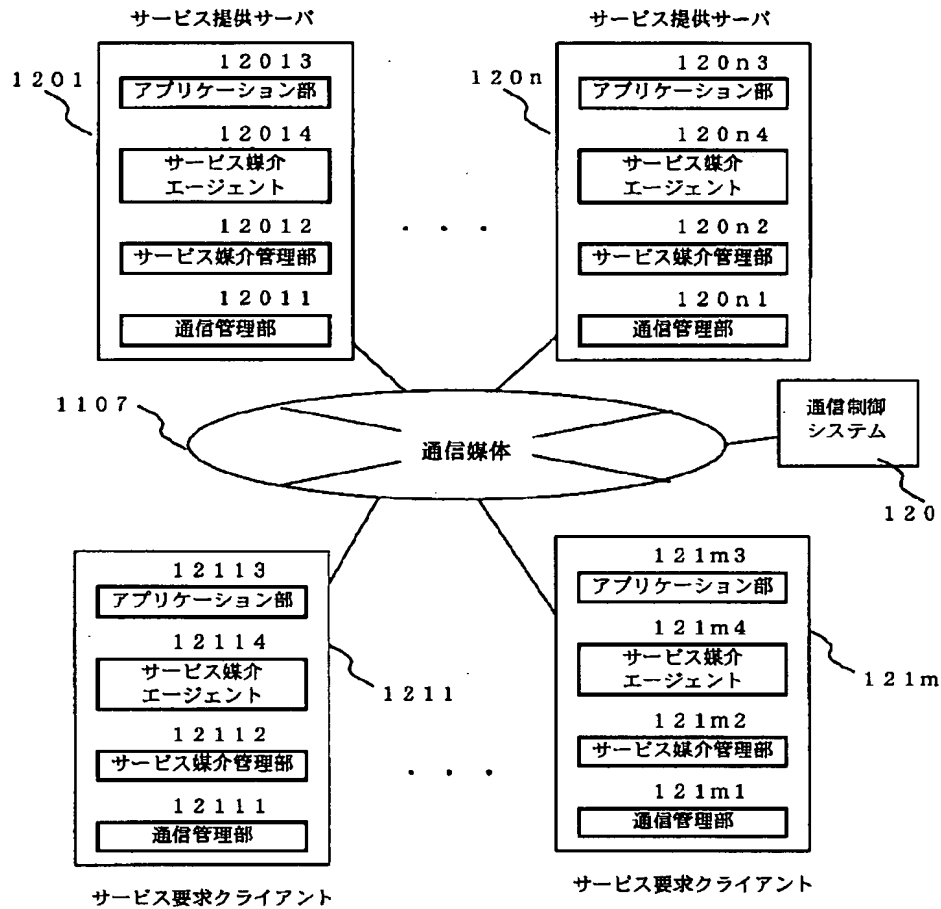 サービス提供サーバ
1201
12013
アプリケーション部
12014
サービス媒介
エージェント
12012
サービス媒介管理部
12011
通信管理部
・・・
サービス提供サーバ
120n
120n3
アプリケーション部
120n4
サービス媒介
エージェント
120n2
サービス媒介管理部
120n1
通信管理部
1107
通信媒体
通信制御
システム
120
12113
アプリケーション部
12114
サービス媒介
エージェント
1211
12112
サービス媒介管理部
12111
通信管理部
サービス要求クライアント
・・・
121m3
アプリケーション部
121m4
サービス媒介
エージェント
121m
121m2
サービス媒介管理部
121m1
通信管理部
サービス要求クライアント